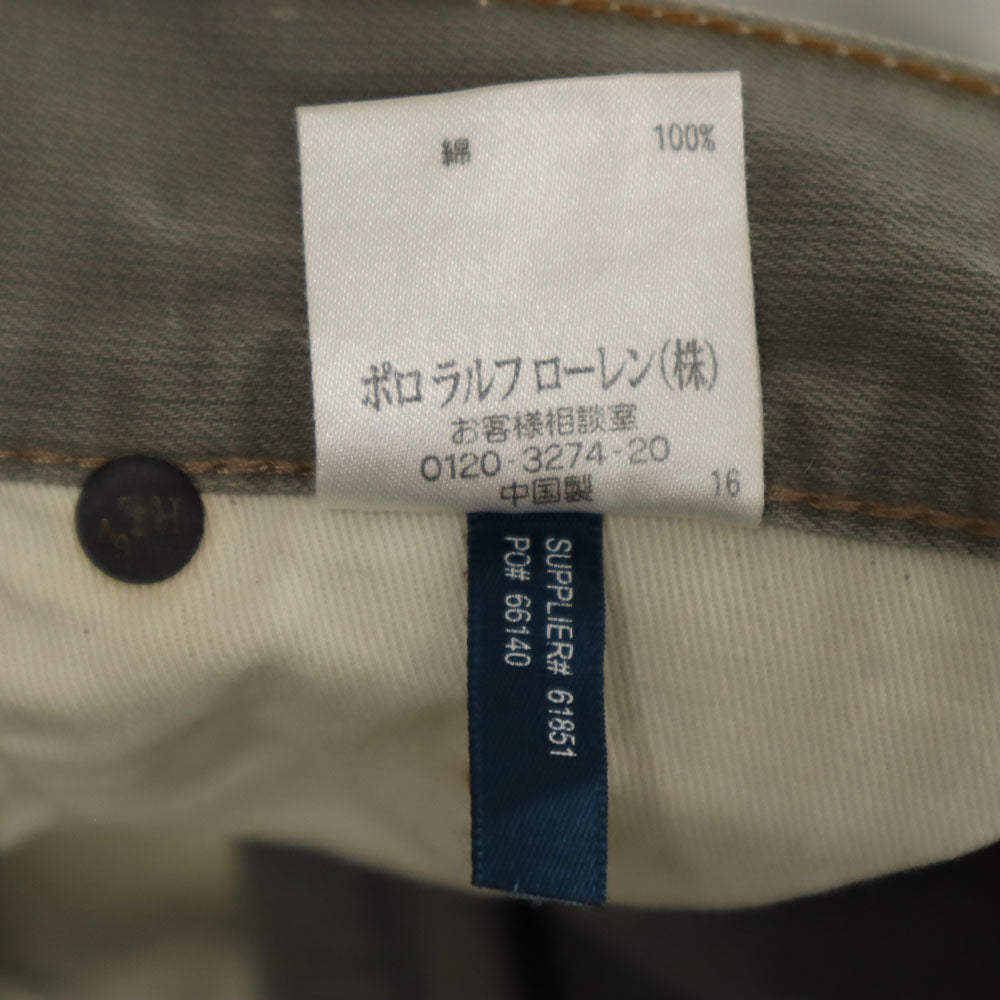 綿 100%
ポロ ラルフ ローレン(株)
お客様相談室
0120-3274-20
中国製 16
SUPPLIER# 61851
PO# 66140